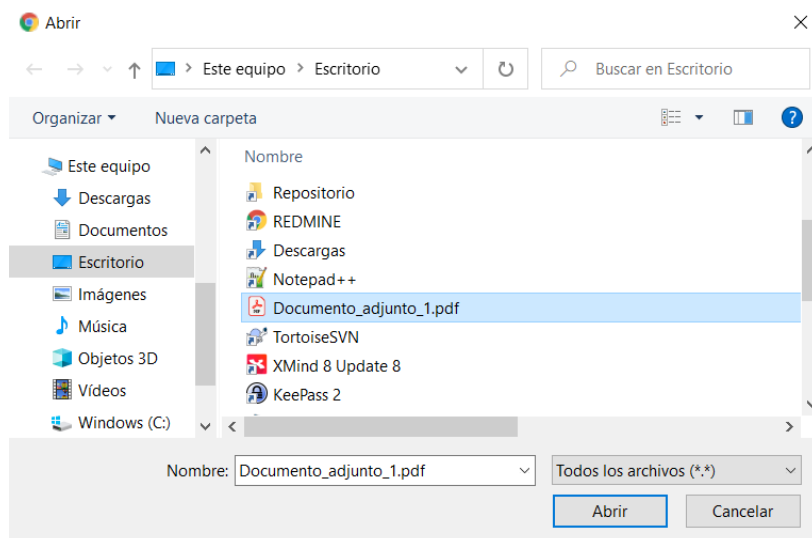 Abrir
Este equipo > Escritorio
Buscar en Escritorio
Organizar
Nueva carpeta
?
Este equipo
Descargas
Documentos
Escritorio
Imágenes
Música
Objetos 3D
Vídeos
Windows (C:)
Nombre
Repositorio
REDMINE
Descargas
Notepad++
Documento_adjunto_1.pdf
TortoiseSVN
XMind 8 Update 8
KeePass 2
Nombre: Documento_adjunto_1.pdf
Todos los archivos (*.*)
Abrir
Cancelar